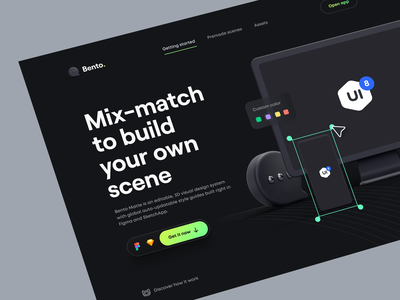 Bento.
Getting started
Premade scenes
Assets
Open app
Mix-match
to build
your own
scene
Bento Matte is an editable, 3D visual design system
with global auto-updatable style guides built right in
Figma and SketchApp.
Get it now
Discover how it work
Custom color
UI
8
UI